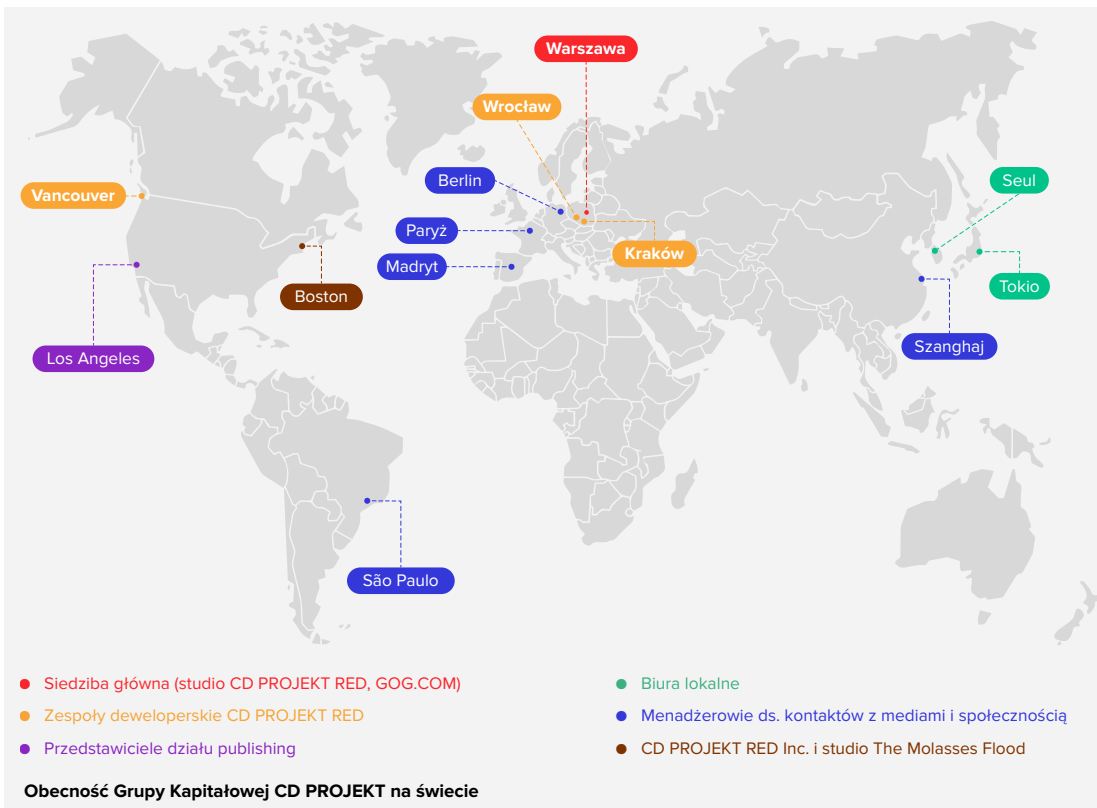 Warszawa
Wrocław
Berlin
Seul
Vancouver
Paryż
Kraków
Madryt
Tokio
Boston
Szanghaj
Los Angeles
São Paulo
Siedziba główna (studio CD PROJEKT RED, GOG.COM)
Zespoły deweloperskie CD PROJEKT RED
Przedstawiciele działu publishing
Biura lokalne
Menadżerowie ds. kontaktów z mediami i społecznością
CD PROJEKT RED Inc. i studio The Molasses Flood
Obecność Grupy Kapitałowej CD PROJEKT na świecie